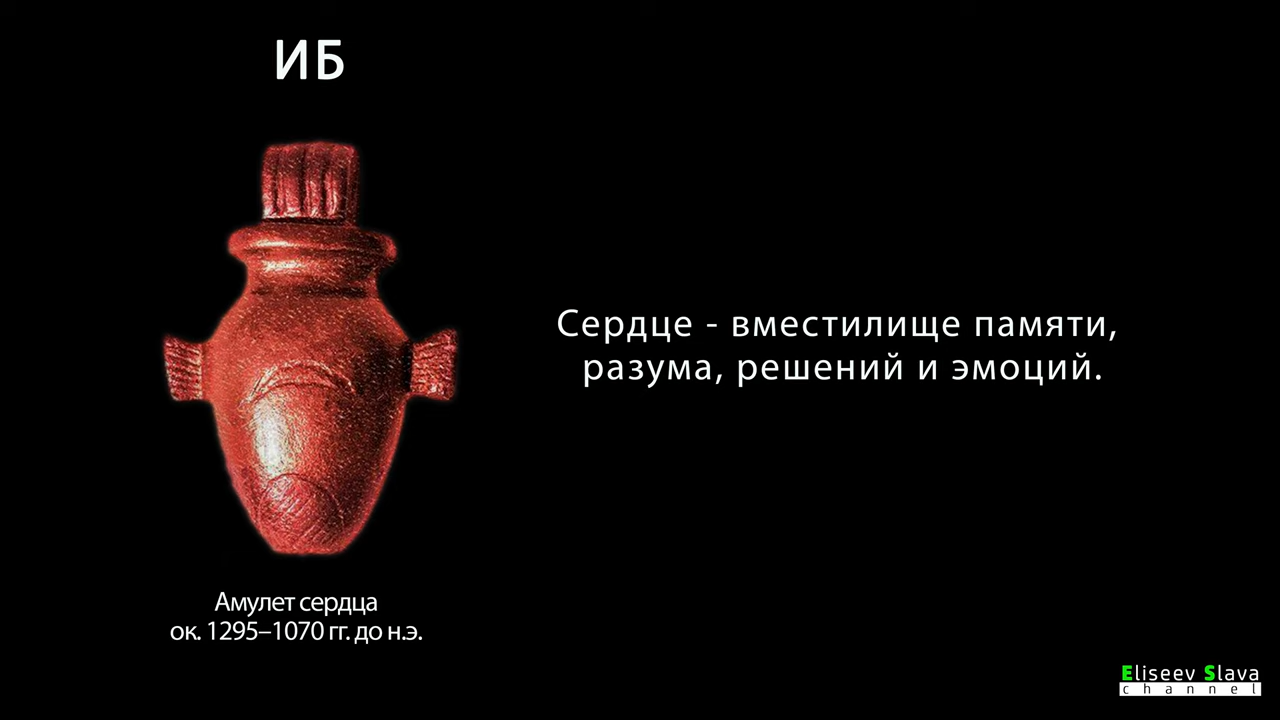 ИБ
Сердце - вместилище памяти,
разума, решений и эмоций.
Амулет сердца
ок. 1295–1070 гг. до н.э.
Eliseev Slava
channel